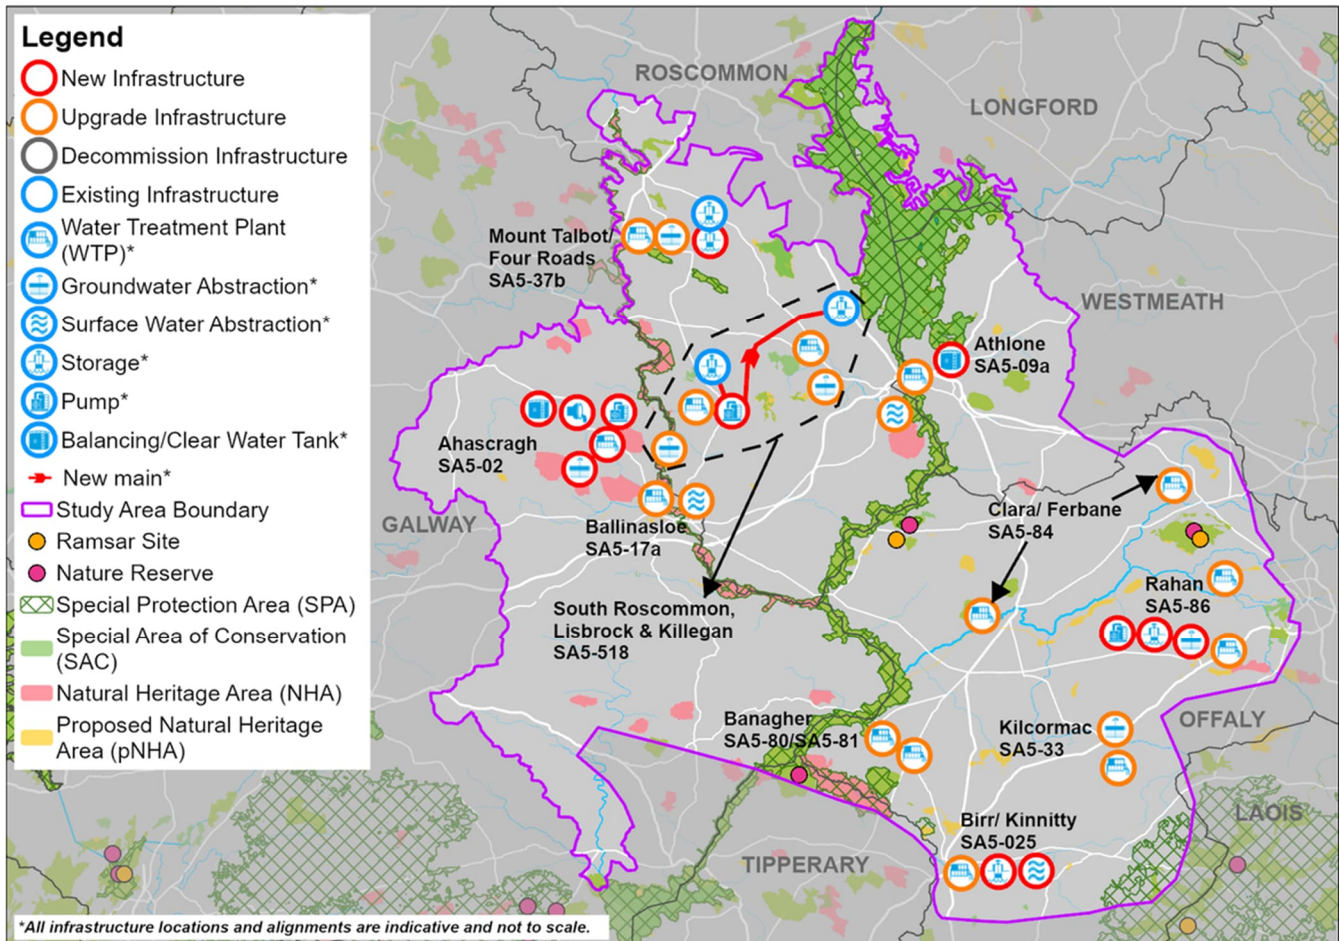 Legend
New Infrastructure
Upgrade Infrastructure
Decommission Infrastructure
Existing Infrastructure
Water Treatment Plant
(WTP)*
Groundwater Abstraction*
Surface Water Abstraction*
Storage*
Pump*
Balancing/Clear Water Tank*
New main*
Study Area Boundary
Ramsar Site
Nature Reserve
Special Protection Area (SPA)
Special Area of Conservation
(SAC)
Natural Heritage Area (NHA)
Proposed Natural Heritage
Area (pNHA)
ROSCOMMON
LONGFORD
Mount Talbot/
Four Roads
SA5-37b
WESTMEATH
Athlone
SA5-09a
Ahascragh
SA5-02
GALWAY
Ballinasloe
SA5-17a
Clara/ Ferbane
SA5-84
South Roscommon,
Lisbrock & Killegan
SA5-518
Rahan
SA5-86
Banagher
SA5-80/SA5-81
Kilcormac
SA5-33
OFFALY
Birr/ Kinnitty
SA5-025
LAOIS
TIPPERARY
*All infrastructure locations and alignments are indicative and not to scale.